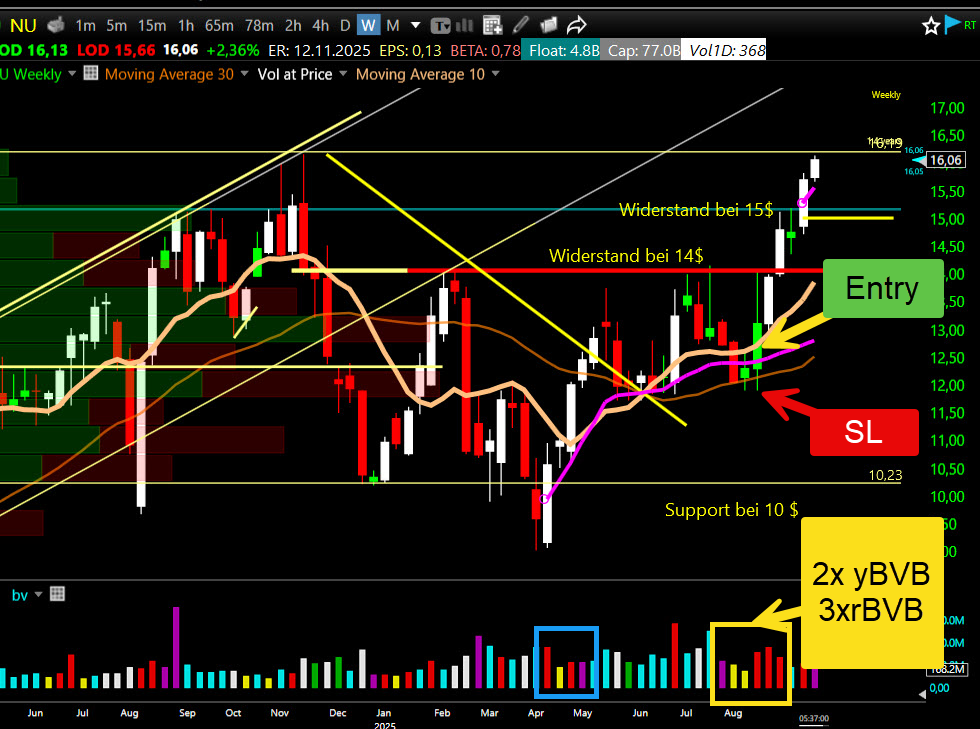 NU 1m 5m 15m 1h 65m 78m 2h 4h D W M T RT
OD 16,13 LOD 15,66 16,06 +2,36% ER: 12.11.2025 EPS: 0,13 BETA: 0,78 Float: 4.8B Cap: 77.0B Vol1D: 368
U Weekly Moving Average 30 Vol at Price Moving Average 10
Weekly
17,00
16,50
16,19
16,06
16,06
16,05
15,50
Widerstand bei 15$
15,00
14,50
Widerstand bei 14$
Entry
13,00
12,50
12,00
11,50
SL
11,00
10,50
10,23
10,00
Support bei 10 $
2x yBVB
3xrBVB
bv
168.2M
0,00
Jun Jul Aug Sep Oct Nov Dec Jan Feb Mar Apr May Jun Jul Aug
2025
05:37:00